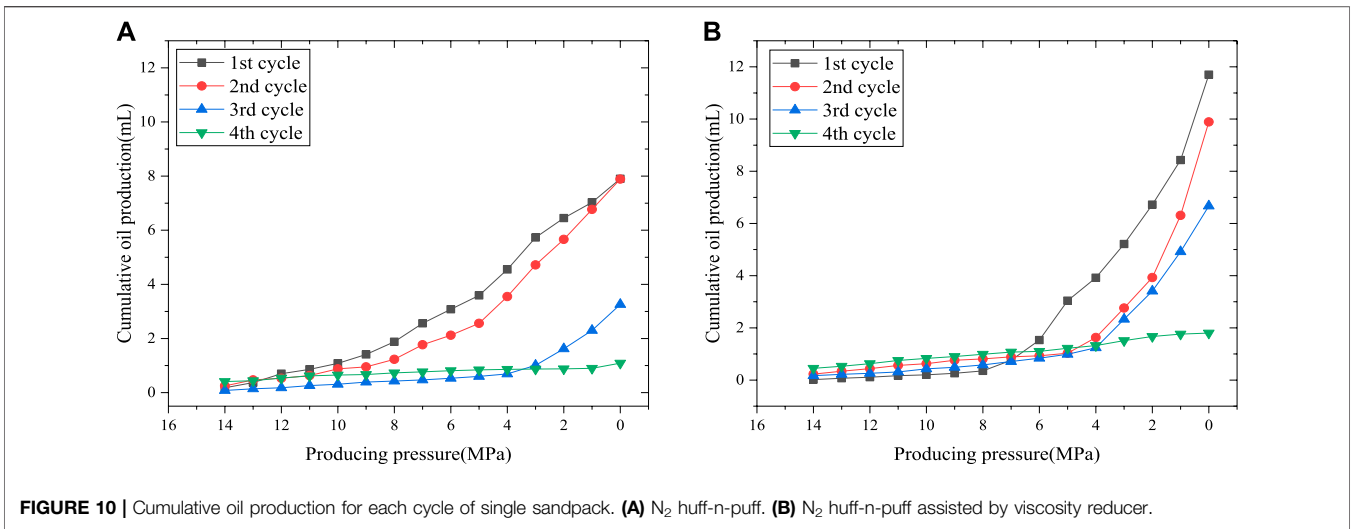 A
1st cycle
2nd cycle
3rd cycle
4th cycle
Cumulative oil production(mL)
12
10
8
6
4
2
0
16 14 12 10 8 6 4 2 0
Producing pressure(MPa)
B
1st cycle
2nd cycle
3rd cycle
4th cycle
Cumulative oil production(mL)
12
10
8
6
4
2
0
16 14 12 10 8 6 4 2 0
Producing pressure(MPa)
FIGURE 10 | Cumulative oil production for each cycle of single sandpack. (A) N₂ huff-n-puff. (B) N₂ huff-n-puff assisted by viscosity reducer.